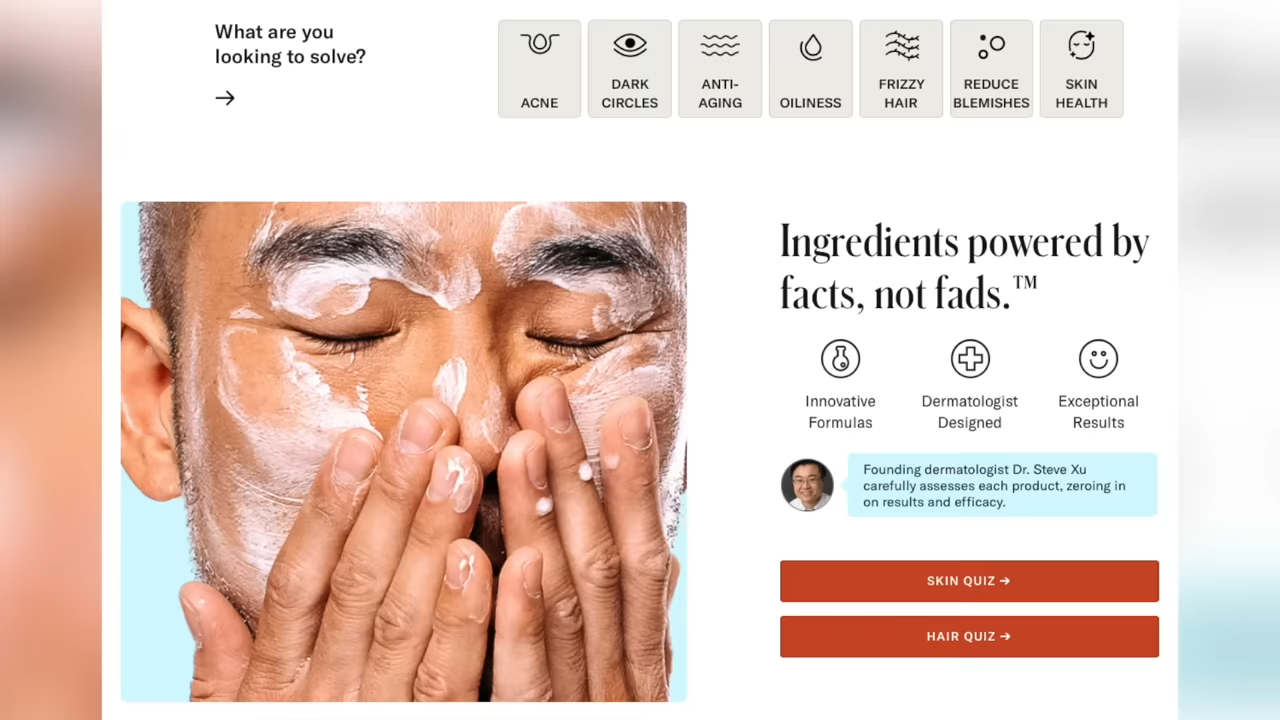 What are you
looking to solve?
→
ACNE
DARK
CIRCLES
ANTI-
AGING
OILINESS
FRIZZY
HAIR
REDUCE
BLEMISHES
SKIN
HEALTH
Ingredients powered by
facts, not fads.™
Innovative
Formulas
Dermatologist
Designed
Exceptional
Results
Founding dermatologist Dr. Steve Xu
carefully assesses each product, zeroing in
on results and efficacy.
SKIN QUIZ →
HAIR QUIZ →